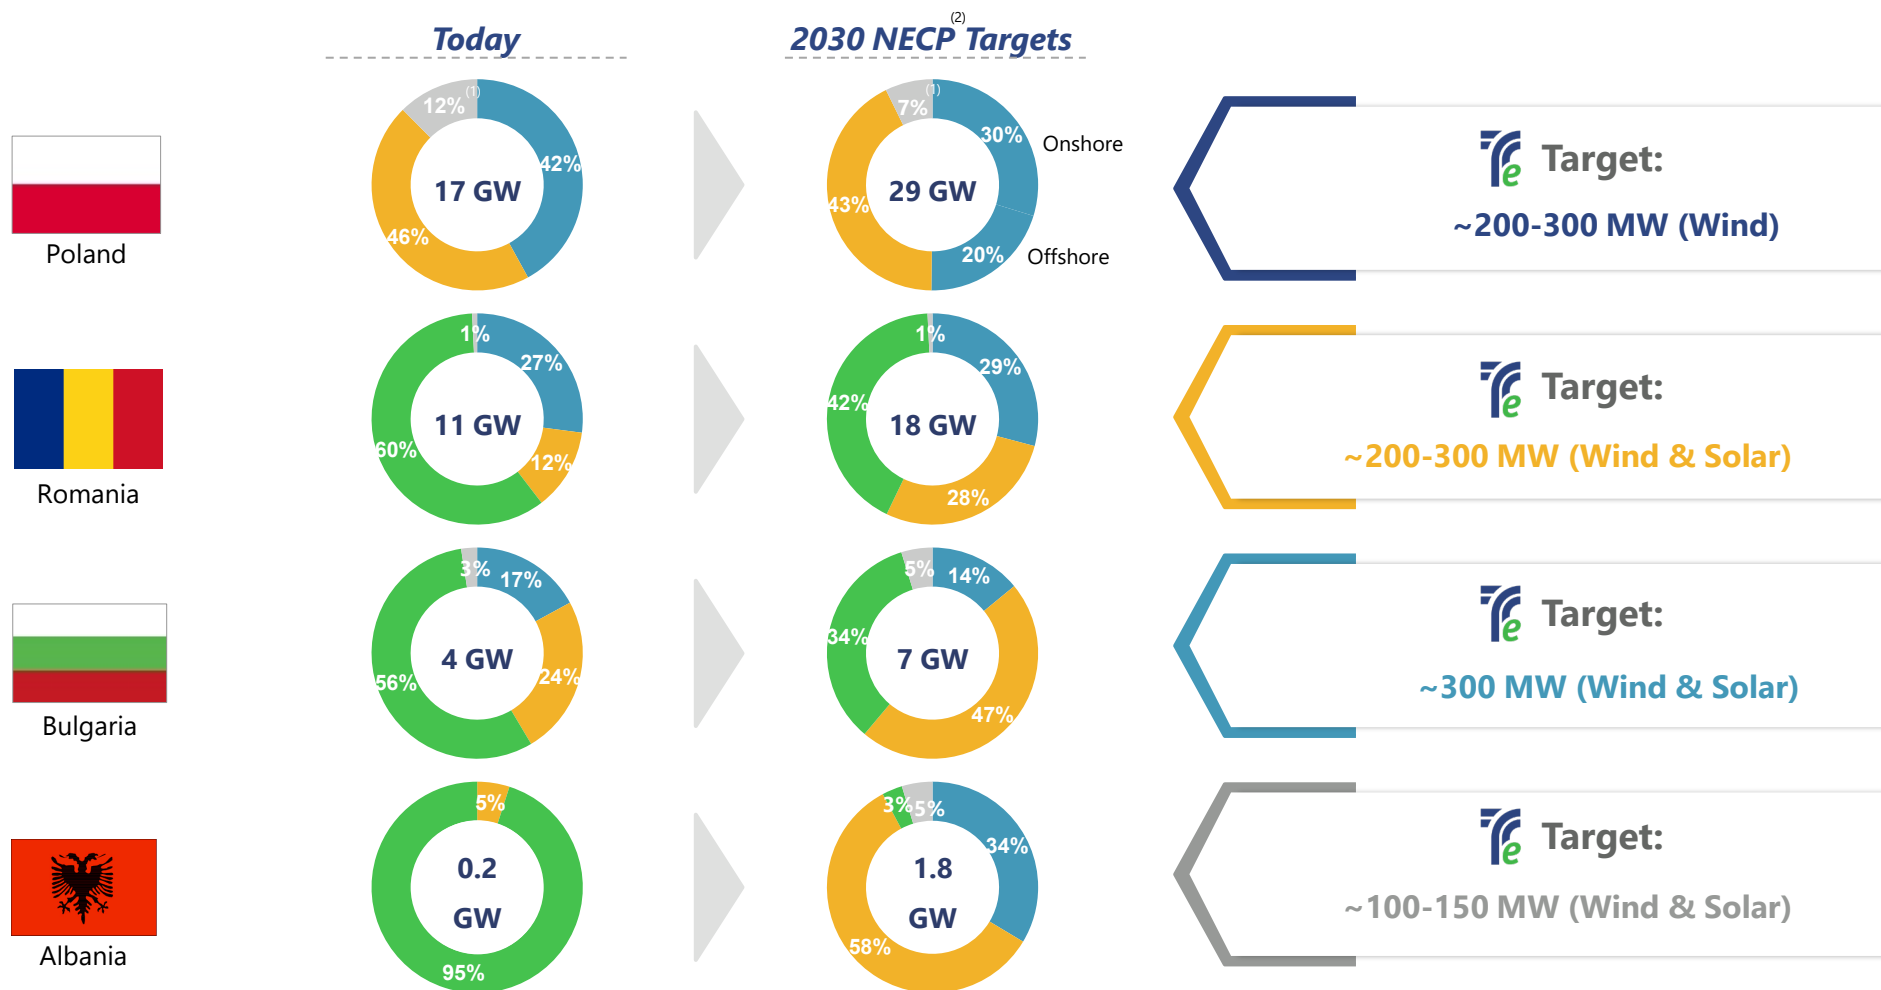 Today
2030 NECP(2) Targets
Poland
12%
(1)
42%
46%
17 GW
7%
(1)
30%
Onshore
43%
20%
Offshore
29 GW
Target:
~200-300 MW (Wind)
Romania
1%
27%
60%
12%
11 GW
1%
29%
42%
28%
18 GW
Target:
~200-300 MW (Wind & Solar)
Bulgaria
3%
17%
56%
24%
4 GW
5%
14%
34%
47%
7 GW
Target:
~300 MW (Wind & Solar)
Albania
5%
95%
0.2
GW
3%
5%
34%
58%
1.8
GW
Target:
~100-150 MW (Wind & Solar)